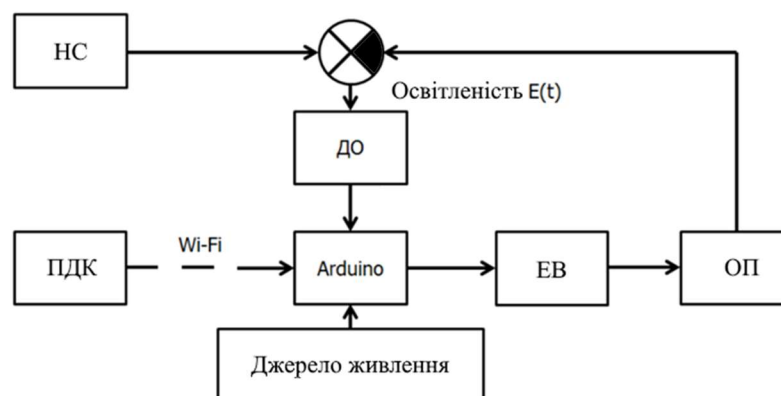 НС
Освітленість E(t)
ДО
Wi-Fi
ПДК
Arduino
ЕВ
ОП
Джерело живлення